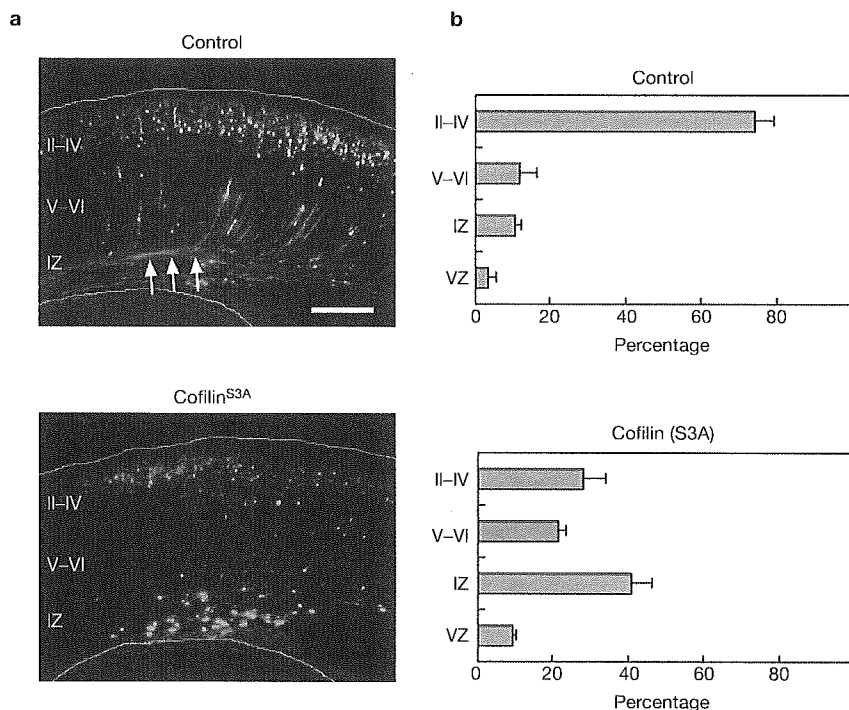 a
Control
II–IV
V–VI
IZ
Cofilin^S3A
II–IV
V–VI
IZ
b
Control
II–IV
V–VI
IZ
VZ
0 20 40 60 80
Percentage
Cofilin (S3A)
II–IV
V–VI
IZ
VZ
0 20 40 60 80
Percentage